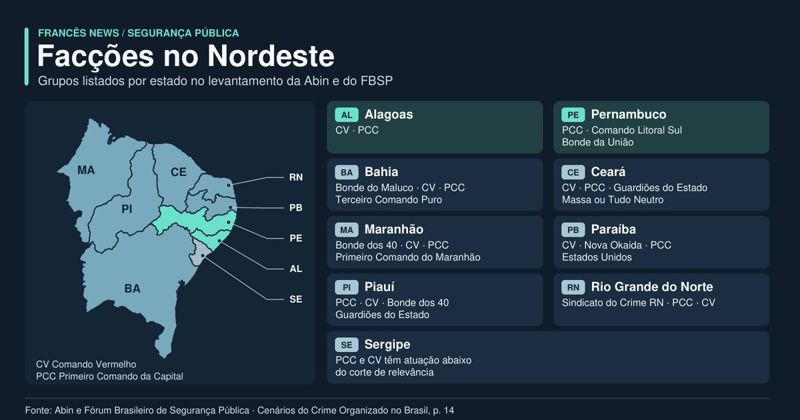 FRANCÊS NEWS / SEGURANÇA PÚBLICA
Facções no Nordeste
Grupos listados por estado no levantamento da Abin e do FBSP
MA
CE
PI
BA
RN
PB
PE
AL
SE
CV Comando Vermelho
PCC Primeiro Comando da Capital
AL Alagoas
CV · PCC
PE Pernambuco
PCC · Comando Litoral Sul
Bonde da União
BA Bahia
Bonde do Maluco · CV · PCC
Terceiro Comando Puro
CE Ceará
CV · PCC · Guardiões do Estado
Massa ou Tudo Neutro
MA Maranhão
Bonde dos 40 · CV · PCC
Primeiro Comando do Maranhão
PB Paraíba
CV · Nova Okaida · PCC
Estados Unidos
PI Piauí
PCC · CV · Bonde dos 40
Guardiões do Estado
RN Rio Grande do Norte
Sindicato do Crime RN · PCC · CV
SE Sergipe
PCC e CV têm atuação abaixo
do corte de relevância
Fonte: Abin e Fórum Brasileiro de Segurança Pública · Cenários do Crime Organizado no Brasil, p. 14